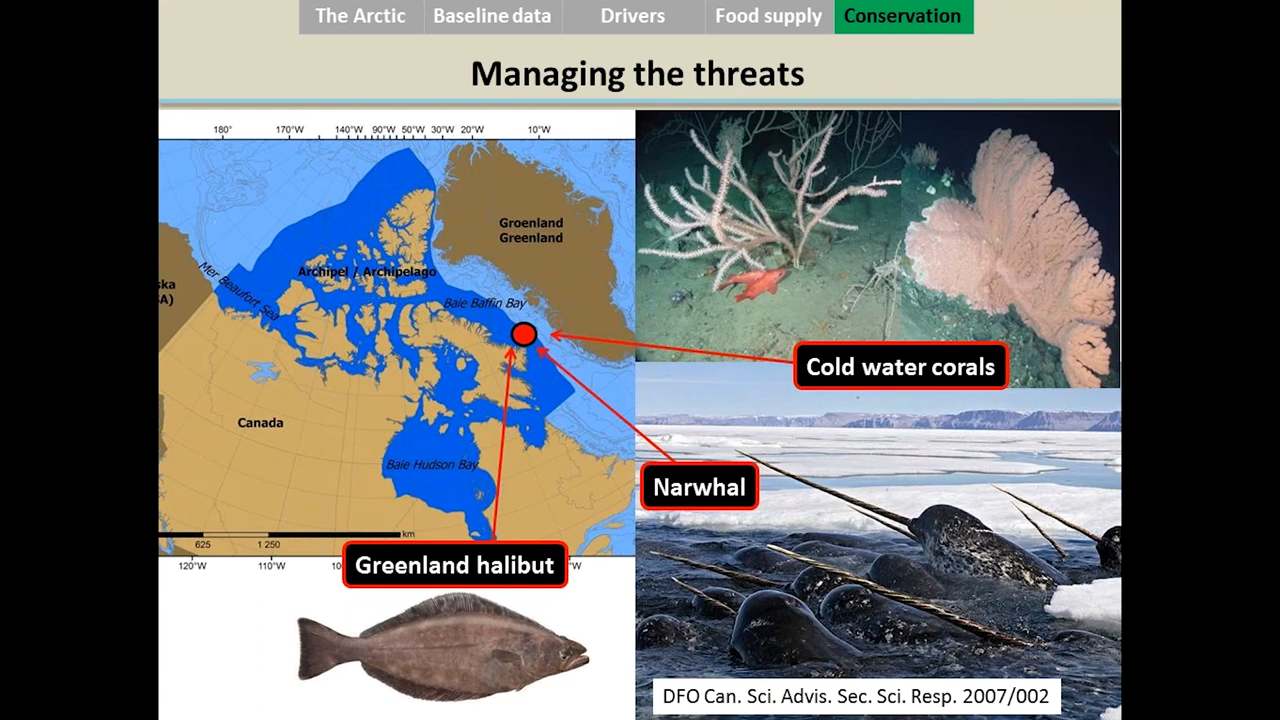 The Arctic
Baseline data
Drivers
Food supply
Conservation
Managing the threats
180°
170°W
140°W
90°W
50°W
30°W
20°W
10°W
Groenland
Greenland
ska
A)
Mer Beaufort Sea
Archipel / Archipelago
Baie Baffin Bay
Canada
Baie Hudson Bay
km
625
1 250
120°W
110°W
10
°W
Cold water corals
Narwhal
Greenland halibut
DFO Can. Sci. Advis. Sec. Sci. Resp. 2007/002